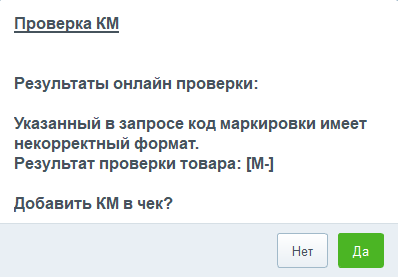 Проверка КМ
Результаты онлайн проверки:
Указанный в запросе код маркировки имеет
некорректный формат.
Результат проверки товара: [М-]
Добавить КМ в чек?
Нет
Да